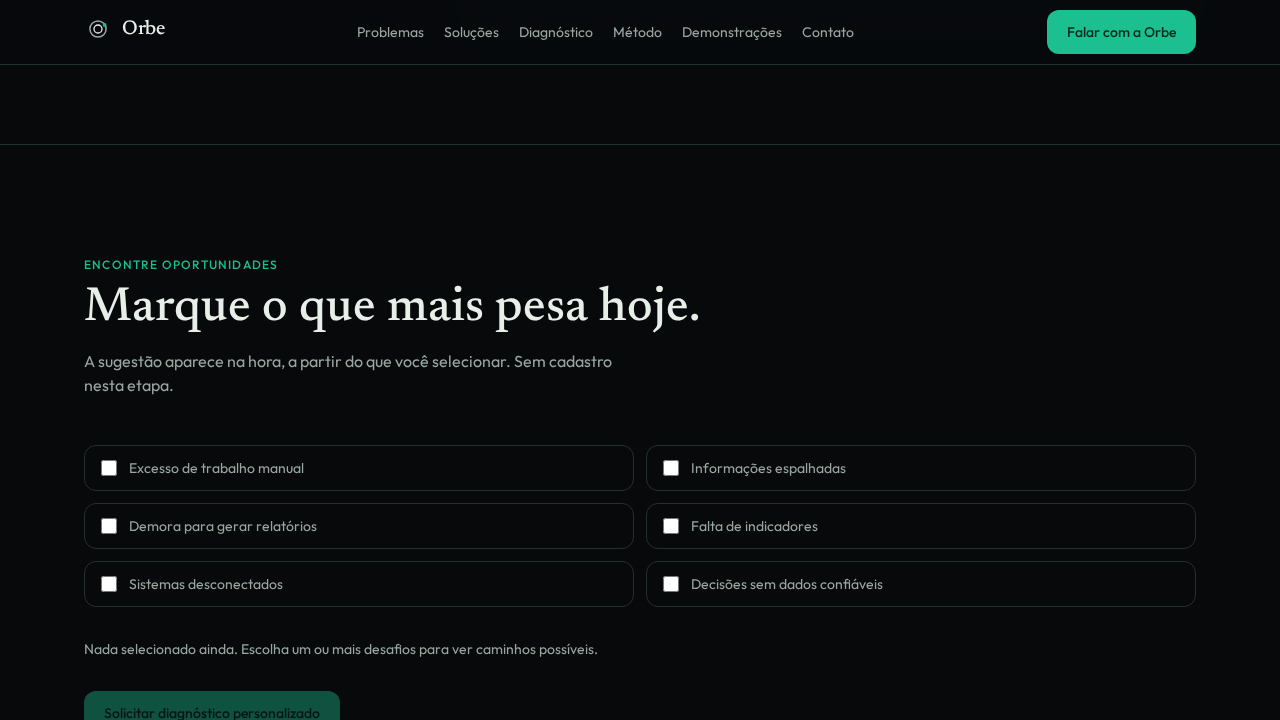 Orbe
Problemas
Soluções
Diagnóstico
Método
Demonstrações
Contato
Falar com a Orbe
ENCONTRE OPORTUNIDADES
Marque o que mais pesa hoje.
A sugestão aparece na hora, a partir do que você selecionar. Sem cadastro
nesta etapa.
Excesso de trabalho manual
Informações espalhadas
Demora para gerar relatórios
Falta de indicadores
Sistemas desconectados
Decisões sem dados confiáveis
Nada selecionado ainda. Escolha um ou mais desafios para ver caminhos possíveis.
Solicitar diagnóstico personalizado